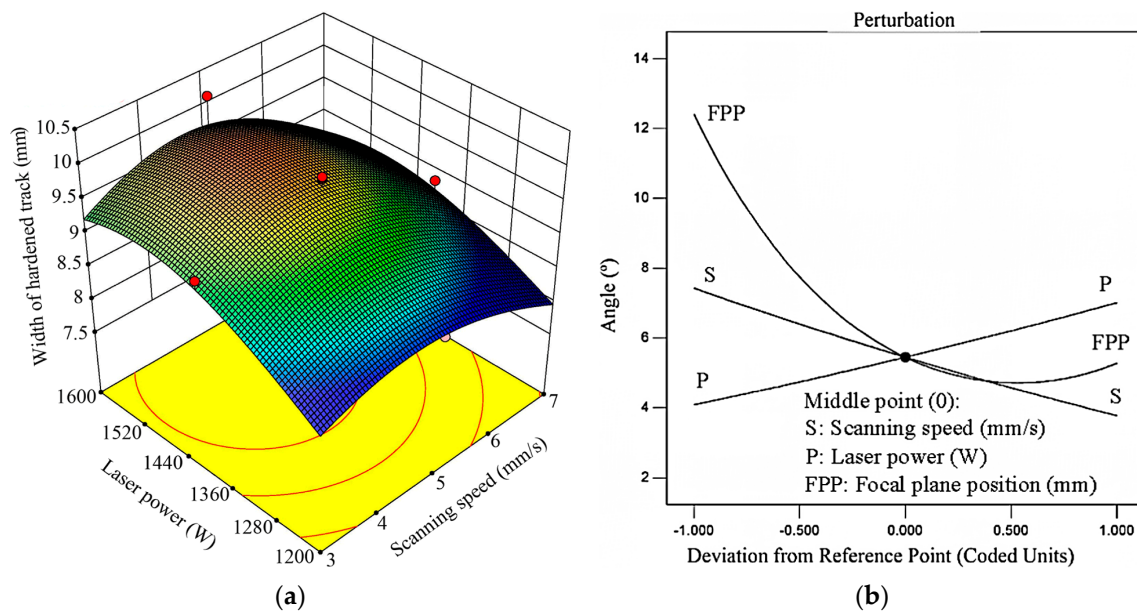 10.5
10
9.5
9
8.5
8
7.5
Width of hardened track (mm)
1600
1520
1440
1360
1280
1200
Laser power (W)
3
4
5
6
7
Scanning speed (mm/s)
(a)
Perturbation
14
12
10
8
6
4
2
Angle (º)
FPP
S
P
P
FPP
S
Middle point (0):
S: Scanning speed (mm/s)
P: Laser power (W)
FPP: Focal plane position (mm)
-1.000
-0.500
0.000
0.500
1.000
Deviation from Reference Point (Coded Units)
(b)